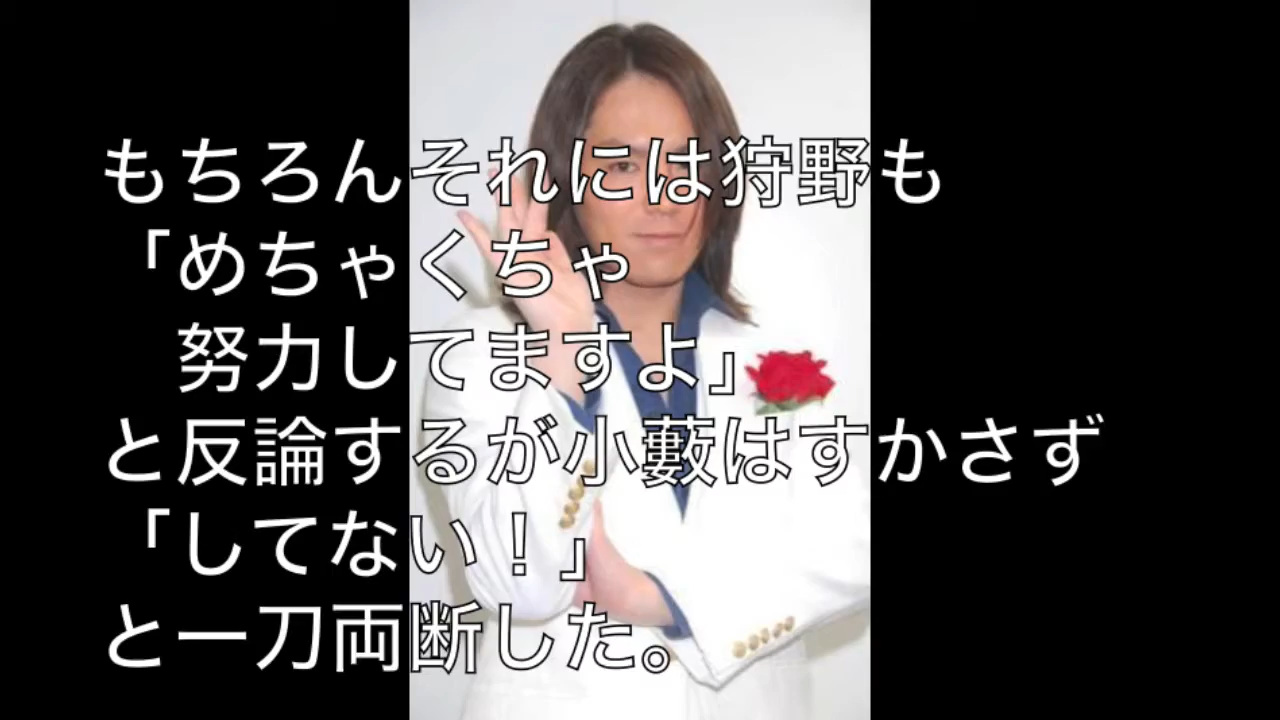 もちろんそれには狩野も
「めちゃくちゃ
努力してますよ」
と反論するが小藪はすかさず
「してない！」
と一刀両断した。